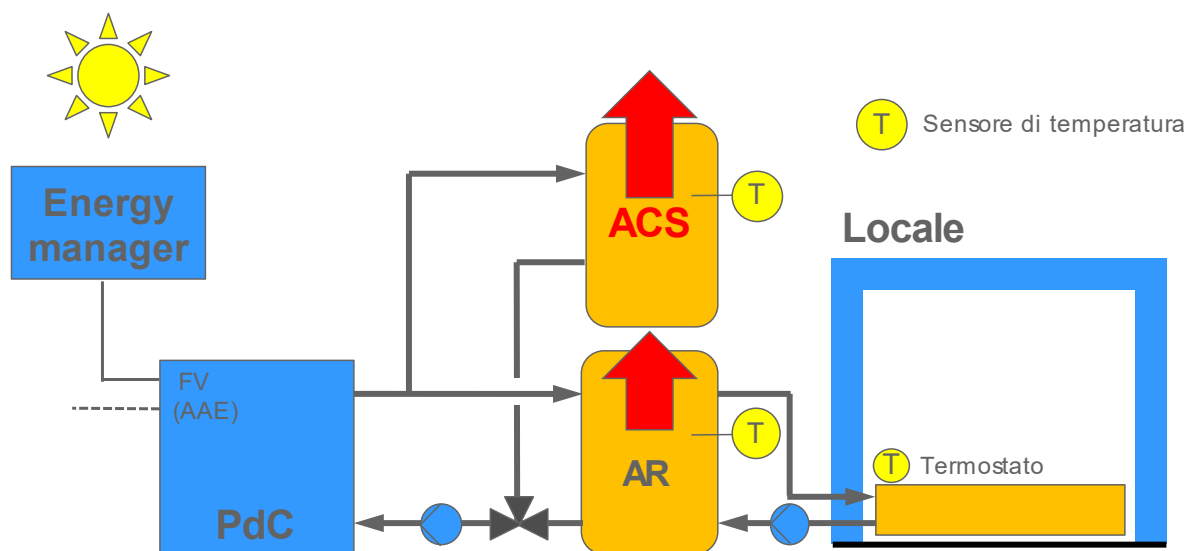 T
Sensore di temperatura
Energy
manager
T
ACS
Locale
FV
(AAE)
T
AR
T
Termostato
PdC